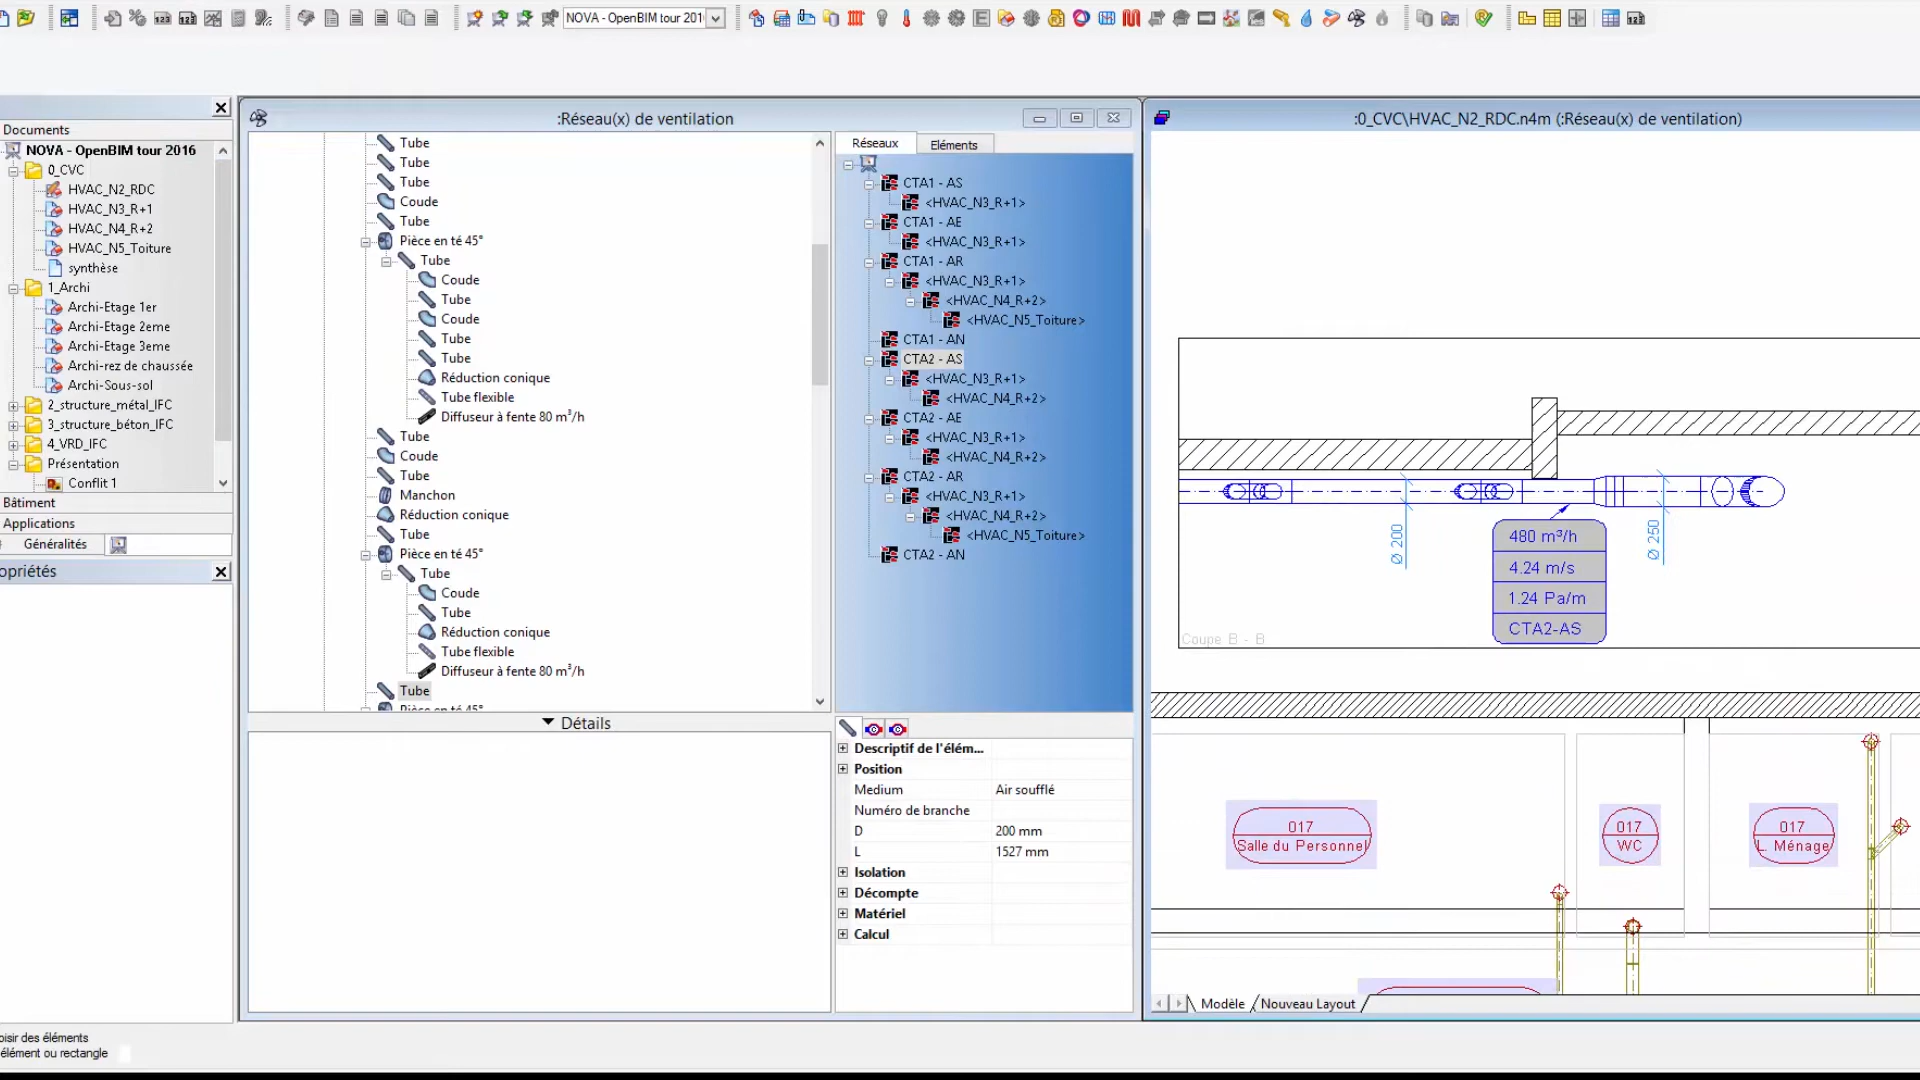 NOVA - OpenBIM tour 201
Documents
NOVA - OpenBIM tour 2016
0_CVC
HVAC_N2_RDC
HVAC_N3_R+1
HVAC_N4_R+2
HVAC_N5_Toiture
synthèse
1_Archi
Archi-Etage 1er
Archi-Etage 2eme
Archi-Etage 3eme
Archi-rez de chaussée
Archi-Sous-sol
2_structure_métal_IFC
3_structure_béton_IFC
4_VRD_IFC
Présentation
Conflit 1
Bâtiment
Applications
Généralités
opriétés
oisir des éléments
élément ou rectangle
:Réseau(x) de ventilation
Tube
Tube
Tube
Coude
Tube
Pièce en té 45°
Tube
Coude
Tube
Coude
Tube
Tube
Réduction conique
Tube flexible
Diffuseur à fente 80 m³/h
Tube
Coude
Tube
Manchon
Réduction conique
Tube
Pièce en té 45°
Tube
Coude
Tube
Réduction conique
Tube flexible
Diffuseur à fente 80 m³/h
Tube
Pièce en té 45°
Détails
Réseaux
Eléments
CTA1 - AS
<HVAC_N3_R+1>
CTA1 - AE
<HVAC_N3_R+1>
CTA1 - AR
<HVAC_N3_R+1>
<HVAC_N4_R+2>
<HVAC_N5_Toiture>
CTA1 - AN
CTA2 - AS
<HVAC_N3_R+1>
<HVAC_N4_R+2>
CTA2 - AE
<HVAC_N3_R+1>
<HVAC_N4_R+2>
CTA2 - AR
<HVAC_N3_R+1>
<HVAC_N4_R+2>
<HVAC_N5_Toiture>
CTA2 - AN
Descriptif de l'élém...
Position
Medium Air soufflé
Numéro de branche
D 200 mm
L 1527 mm
Isolation
Décompte
Matériel
Calcul
:0_CVC\HVAC_N2_RDC.n4m (:Réseau(x) de ventilation)
Ø 200
480 m³/h
4.24 m/s
1.24 Pa/m
CTA2-AS
Ø 250
Coupe B - B
017
Salle du Personnel
017
WC
017
L. Ménage
Modèle
Nouveau Layout